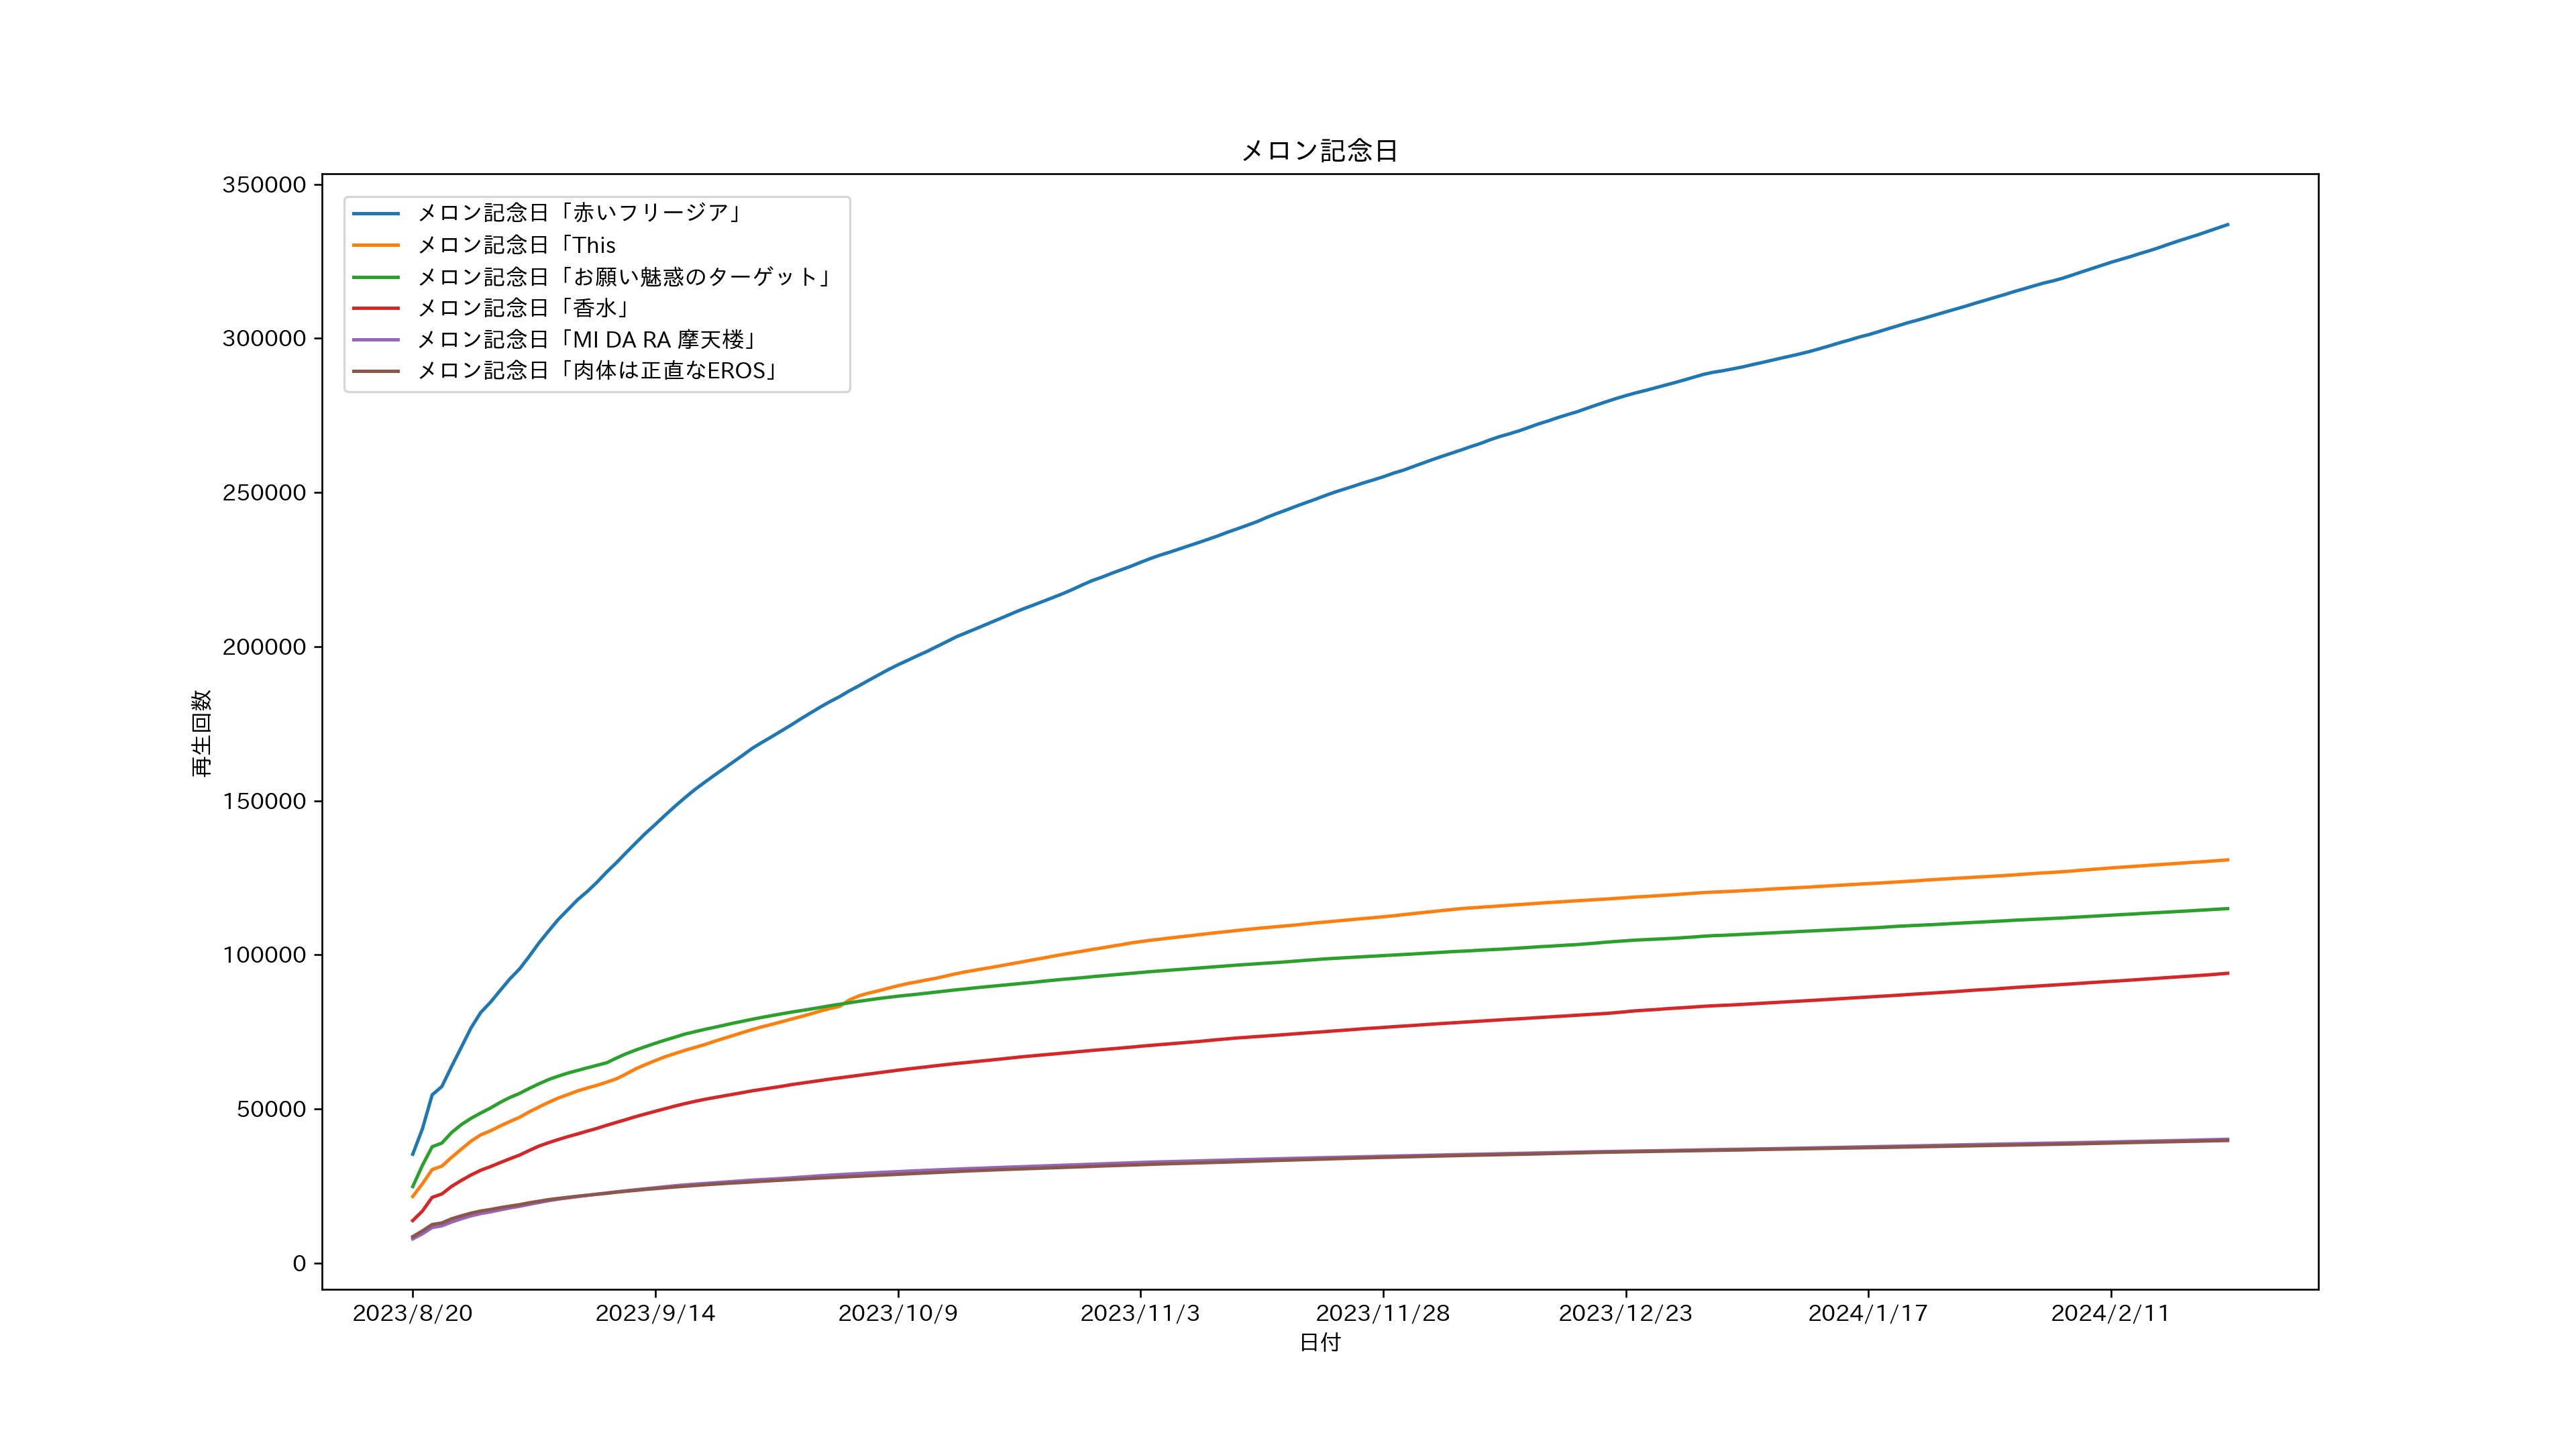 メロン記念日
350000
300000
250000
200000
150000
100000
50000
0
再生回数
メロン記念日「赤いフリージア」
メロン記念日「This
メロン記念日「お願い魅惑のターゲット」
メロン記念日「香水」
メロン記念日「MI DA RA 摩天楼」
メロン記念日「肉体は正直なEROS」
2023/8/20 2023/9/14 2023/10/9 2023/11/3 2023/11/28 2023/12/23 2024/1/17 2024/2/11
日付